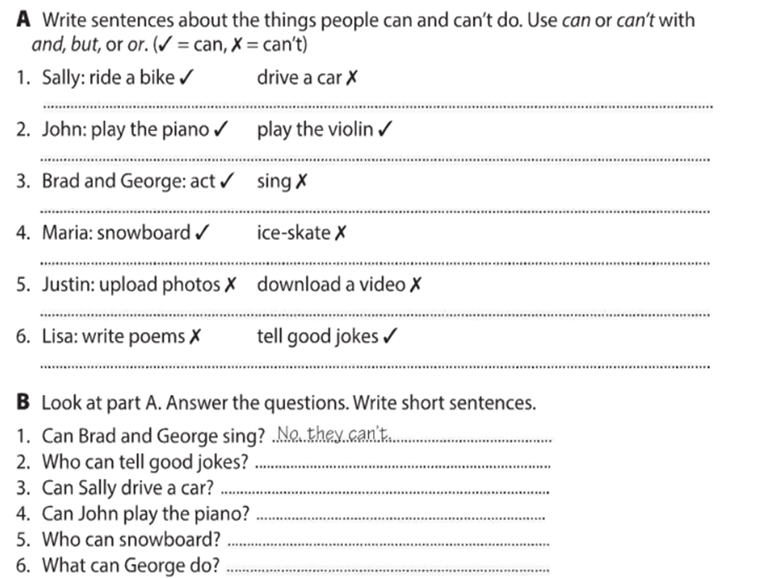 A Write sentences about the things people can and can't do. Use can or can't with
and, but, or or. (✓ = can, ✗ = can't)
1. Sally: ride a bike ✓ drive a car ✗
2. John: play the piano ✓ play the violin ✓
3. Brad and George: act ✓ sing ✗
4. Maria: snowboard ✓ ice-skate ✗
5. Justin: upload photos ✗ download a video ✗
6. Lisa: write poems ✗ tell good jokes ✓
B Look at part A. Answer the questions. Write short sentences.
1. Can Brad and George sing? No, they can't.
2. Who can tell good jokes?
3. Can Sally drive a car?
4. Can John play the piano?
5. Who can snowboard?
6. What can George do?